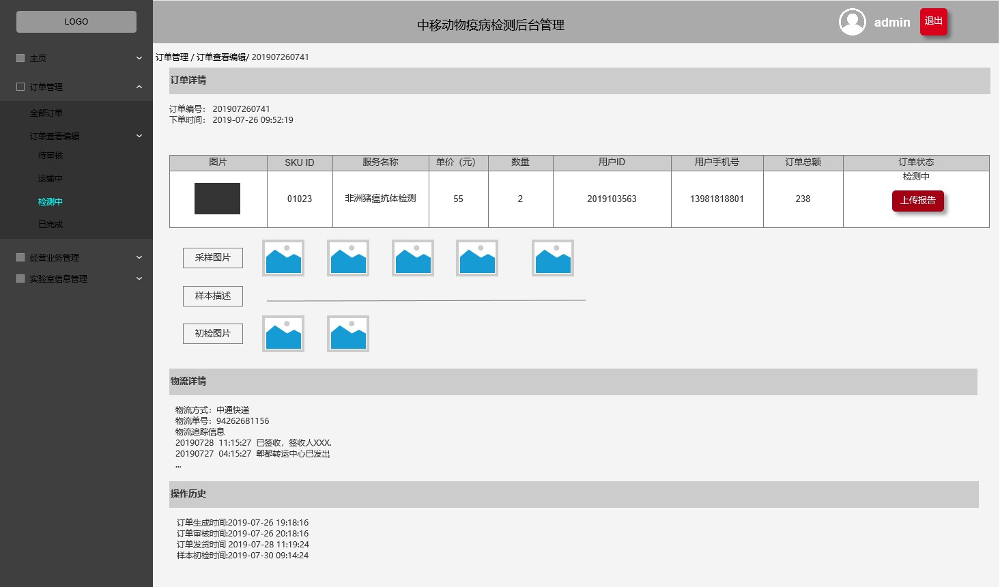 LOGO
中移动物疫病检测后台管理
admin
退出
主页
订单管理
全部订单
订单查看编辑
待审核
运输中
检测中
已完成
经营业务管理
实验室信息管理
订单管理 / 订单查看编辑/ 201907260741
订单详情
订单编号： 201907260741
下单时间： 2019-07-26 09:52:19
图片 SKU ID 服务名称 单价（元） 数量 用户ID 用户手机号 订单总额 订单状态
检测中
01023 非洲猪瘟抗体检测 55 2 2019103563 13981818801 238 上传报告
采样图片
样本描述
初检图片
物流详情
物流方式：中通快递
物流单号：94262681156
物流追踪信息
20190728 11:15:27 已签收，签收人XXX.
20190727 04:15:27 郫都转运中心已发出
...
操作历史
订单生成时间:2019-07-26 19:18:16
订单审核时间:2019-07-26 20:18:16
订单发货时间 2019-07-28 11:19:24
样本初检时间:2019-07-30 09:14:24